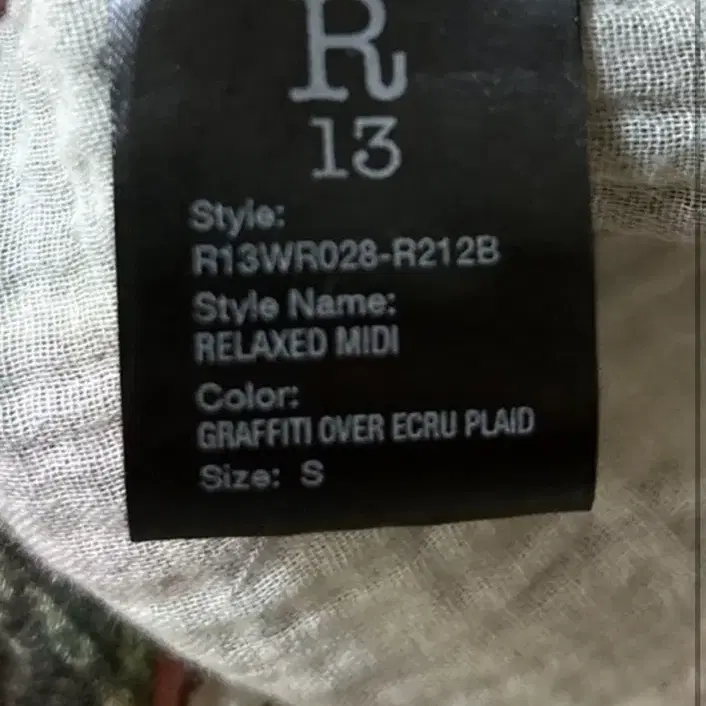 R
13
Style:
R13WR028-R212B
Style Name:
RELAXED MIDI
Color:
GRAFFITI OVER ECRU PLAID
Size: S